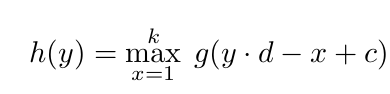 h(y) = \max_{x=1}^{k} g(y · d − x + c)